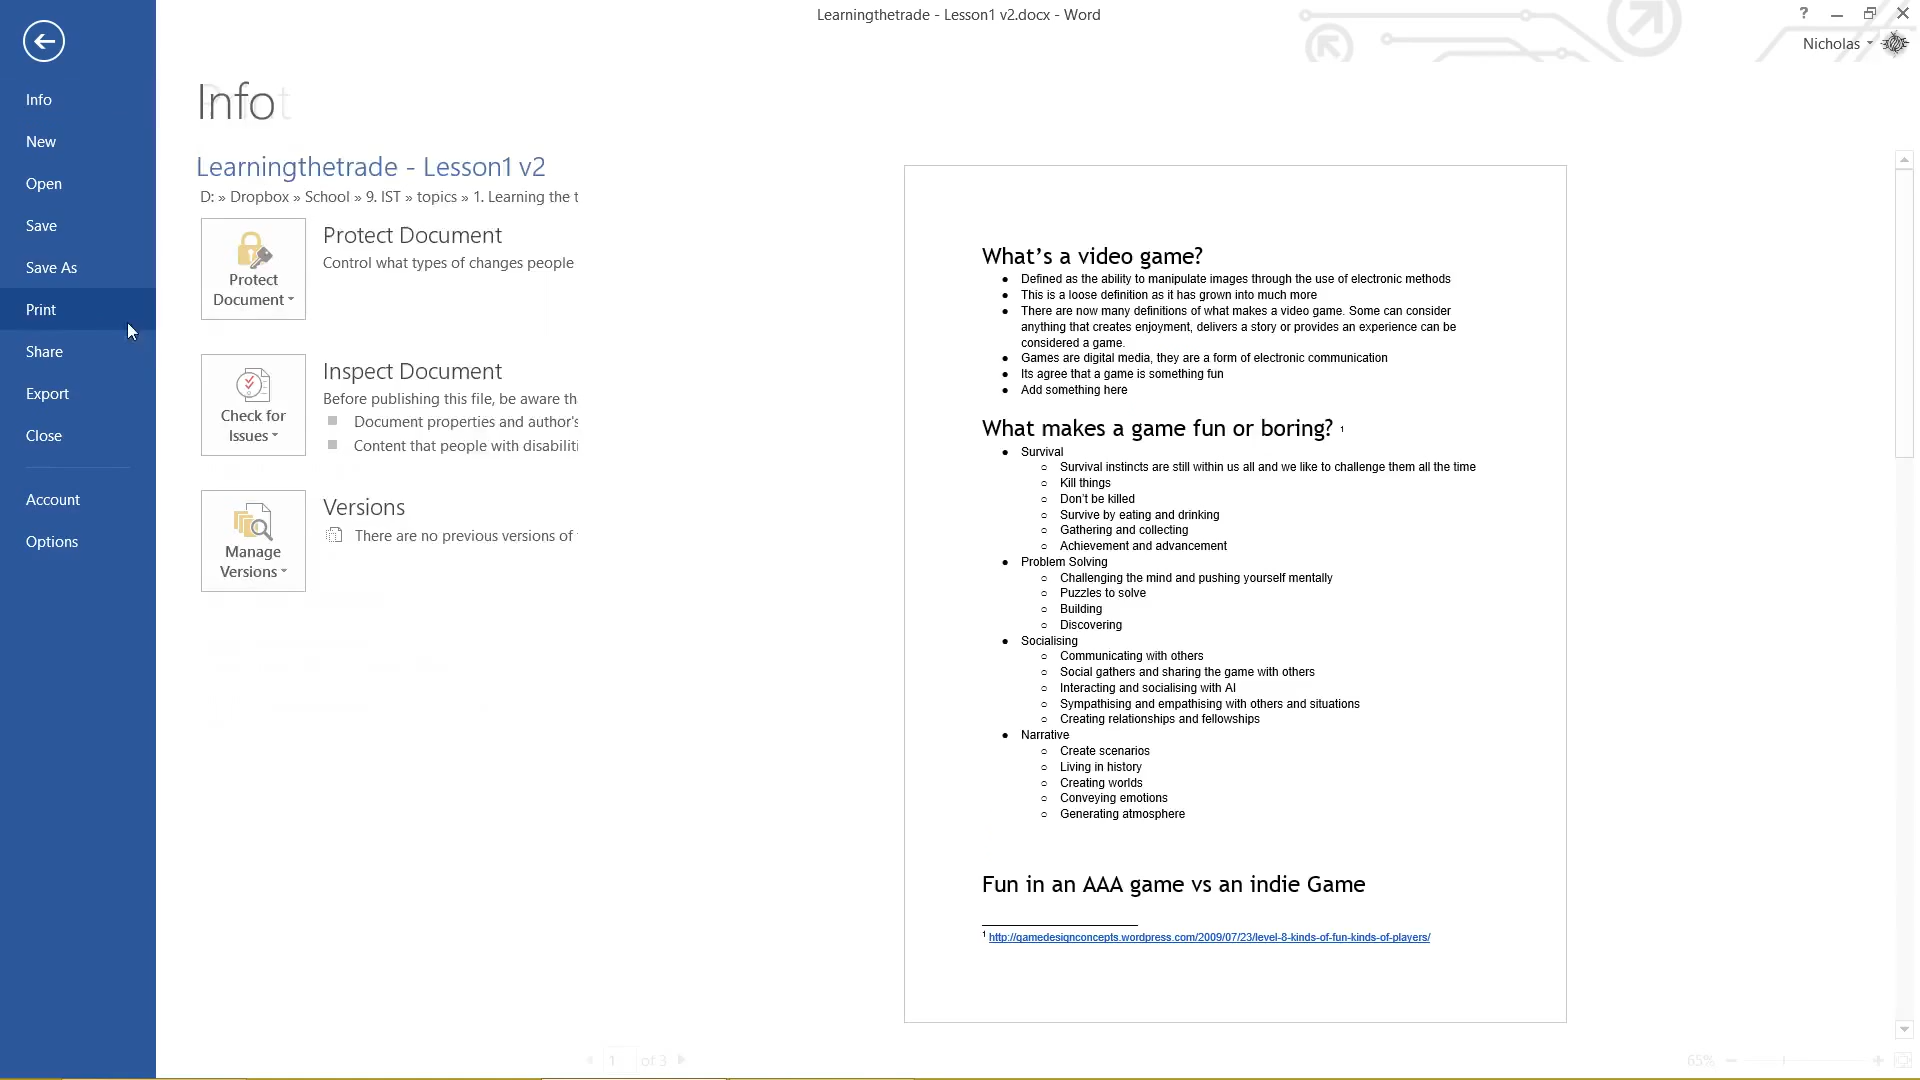 Learningthetrade - Lesson1 v2.docx - Word
?
Nicholas
Info
New
Open
Save
Save As
Print
Share
Export
Close
Account
Options
Info
Learningthetrade - Lesson1 v2
D: » Dropbox » School » 9. IST » topics » 1. Learning the t
Protect
Document
Protect Document
Control what types of changes people
Check for
Issues
Inspect Document
Before publishing this file, be aware tha
Document properties and author's
Content that people with disabiliti
Manage
Versions
Versions
There are no previous versions of
What's a video game?
● Defined as the ability to manipulate images through the use of electronic methods
● This is a loose definition as it has grown into much more
● There are now many definitions of what makes a video game. Some can consider
anything that creates enjoyment, delivers a story or provides an experience can be
considered a game.
● Games are digital media, they are a form of electronic communication
● Its agree that a game is something fun
● Add something here
What makes a game fun or boring? 1
● Survival
○ Survival instincts are still within us all and we like to challenge them all the time
○ Kill things
○ Don't be killed
○ Survive by eating and drinking
○ Gathering and collecting
○ Achievement and advancement
● Problem Solving
○ Challenging the mind and pushing yourself mentally
○ Puzzles to solve
○ Building
○ Discovering
● Socialising
○ Communicating with others
○ Social gathers and sharing the game with others
○ Interacting and socialising with AI
○ Sympathising and empathising with others and situations
○ Creating relationships and fellowships
● Narrative
○ Create scenarios
○ Living in history
○ Creating worlds
○ Conveying emotions
○ Generating atmosphere
Fun in an AAA game vs an indie Game
1 http://gamedesignconcepts.wordpress.com/2009/07/23/level-8-kinds-of-fun-kinds-of-players/
1 of 3
65%